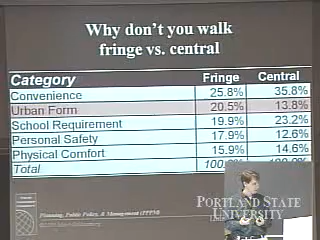 Why don't you walk
fringe vs. central
Category Fringe Central
Convenience 25.8% 35.8%
Urban Form 20.5% 13.8%
School Requirement 19.9% 23.2%
Personal Safety 17.9% 12.6%
Physical Comfort 15.9% 14.6%
Total
PORTLAND STATE
UNIVERSITY
Planning, Public Policy, & Management (PPPM)